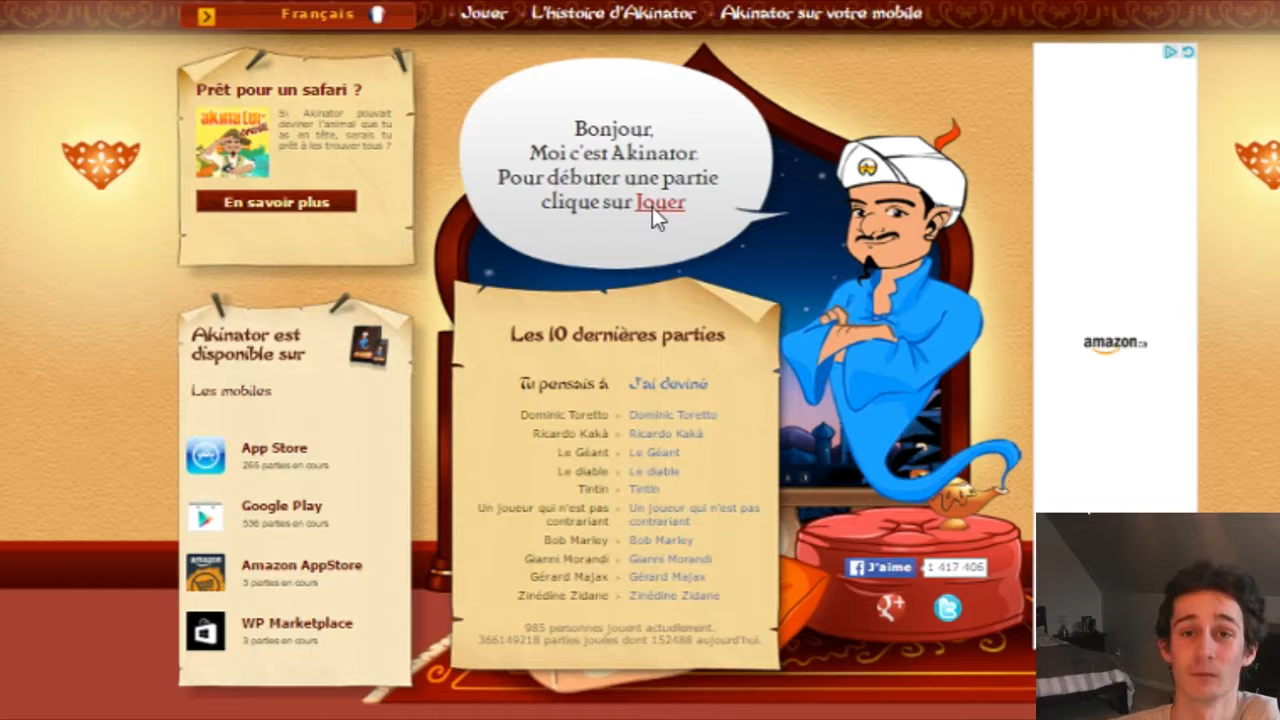 Français
Jouer · L'histoire d'Akinator · Akinator sur votre mobile
Prêt pour un safari ?
Si Akinator pouvait
deviner l'animal que tu
as en tête, serais tu
prêt à les trouver tous ?
En savoir plus
Bonjour,
Moi c'est Akinator.
Pour débuter une partie
clique sur Jouer
Akinator est
disponible sur
Les mobiles
App Store
265 parties en cours
Google Play
536 parties en cours
Amazon AppStore
3 parties en cours
WP Marketplace
3 parties en cours
Les 10 dernières parties
Tu pensais à J'ai deviné
Dominic Toretto » Dominic Toretto
Ricardo Kakà » Ricardo Kakà
Le Géant » Le Géant
Le diable » Le diable
Tintin » Tintin
Un joueur qui n'est pas » Un joueur qui n'est pas
contrariant contrariant
Bob Marley » Bob Marley
Gianni Morandi » Gianni Morandi
Gérard Majax » Gérard Majax
Zinédine Zidane » Zinédine Zidane
985 personnes jouent actuellement.
366149218 parties jouées dont 152488 aujourd'hui.
J'aime 1 417 406
g+
amazon.ca